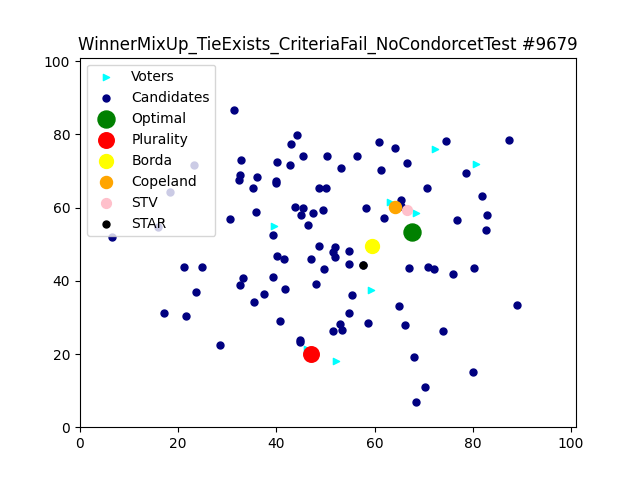 WinnerMixUp_TieExists_CriteriaFail_NoCondorcetTest #9679
100
80
60
40
20
0
0 20 40 60 80 100
Voters
Candidates
Optimal
Plurality
Borda
Copeland
STV
STAR